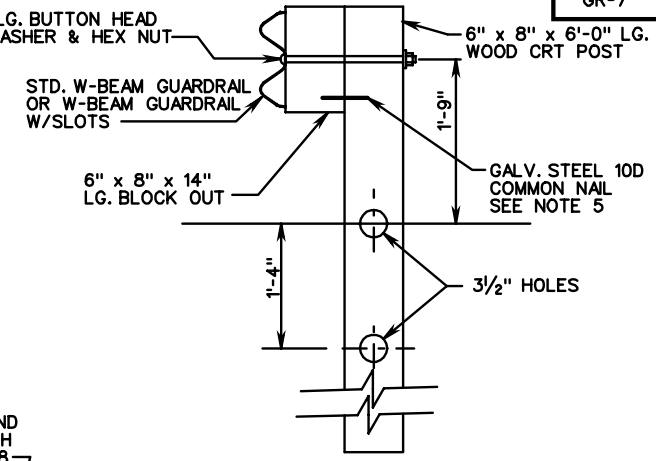 GR-7
LG. BUTTON HEAD
ASHER & HEX NUT
6" x 8" x 6'-0" LG.
WOOD CRT POST
STD. W-BEAM GUARDRAIL
OR W-BEAM GUARDRAIL
W/SLOTS
1'-9"
6" x 8" x 14"
LG. BLOCK OUT
GALV. STEEL 10D
COMMON NAIL
SEE NOTE 5
1'-4"
3½" HOLES
ND
H
8